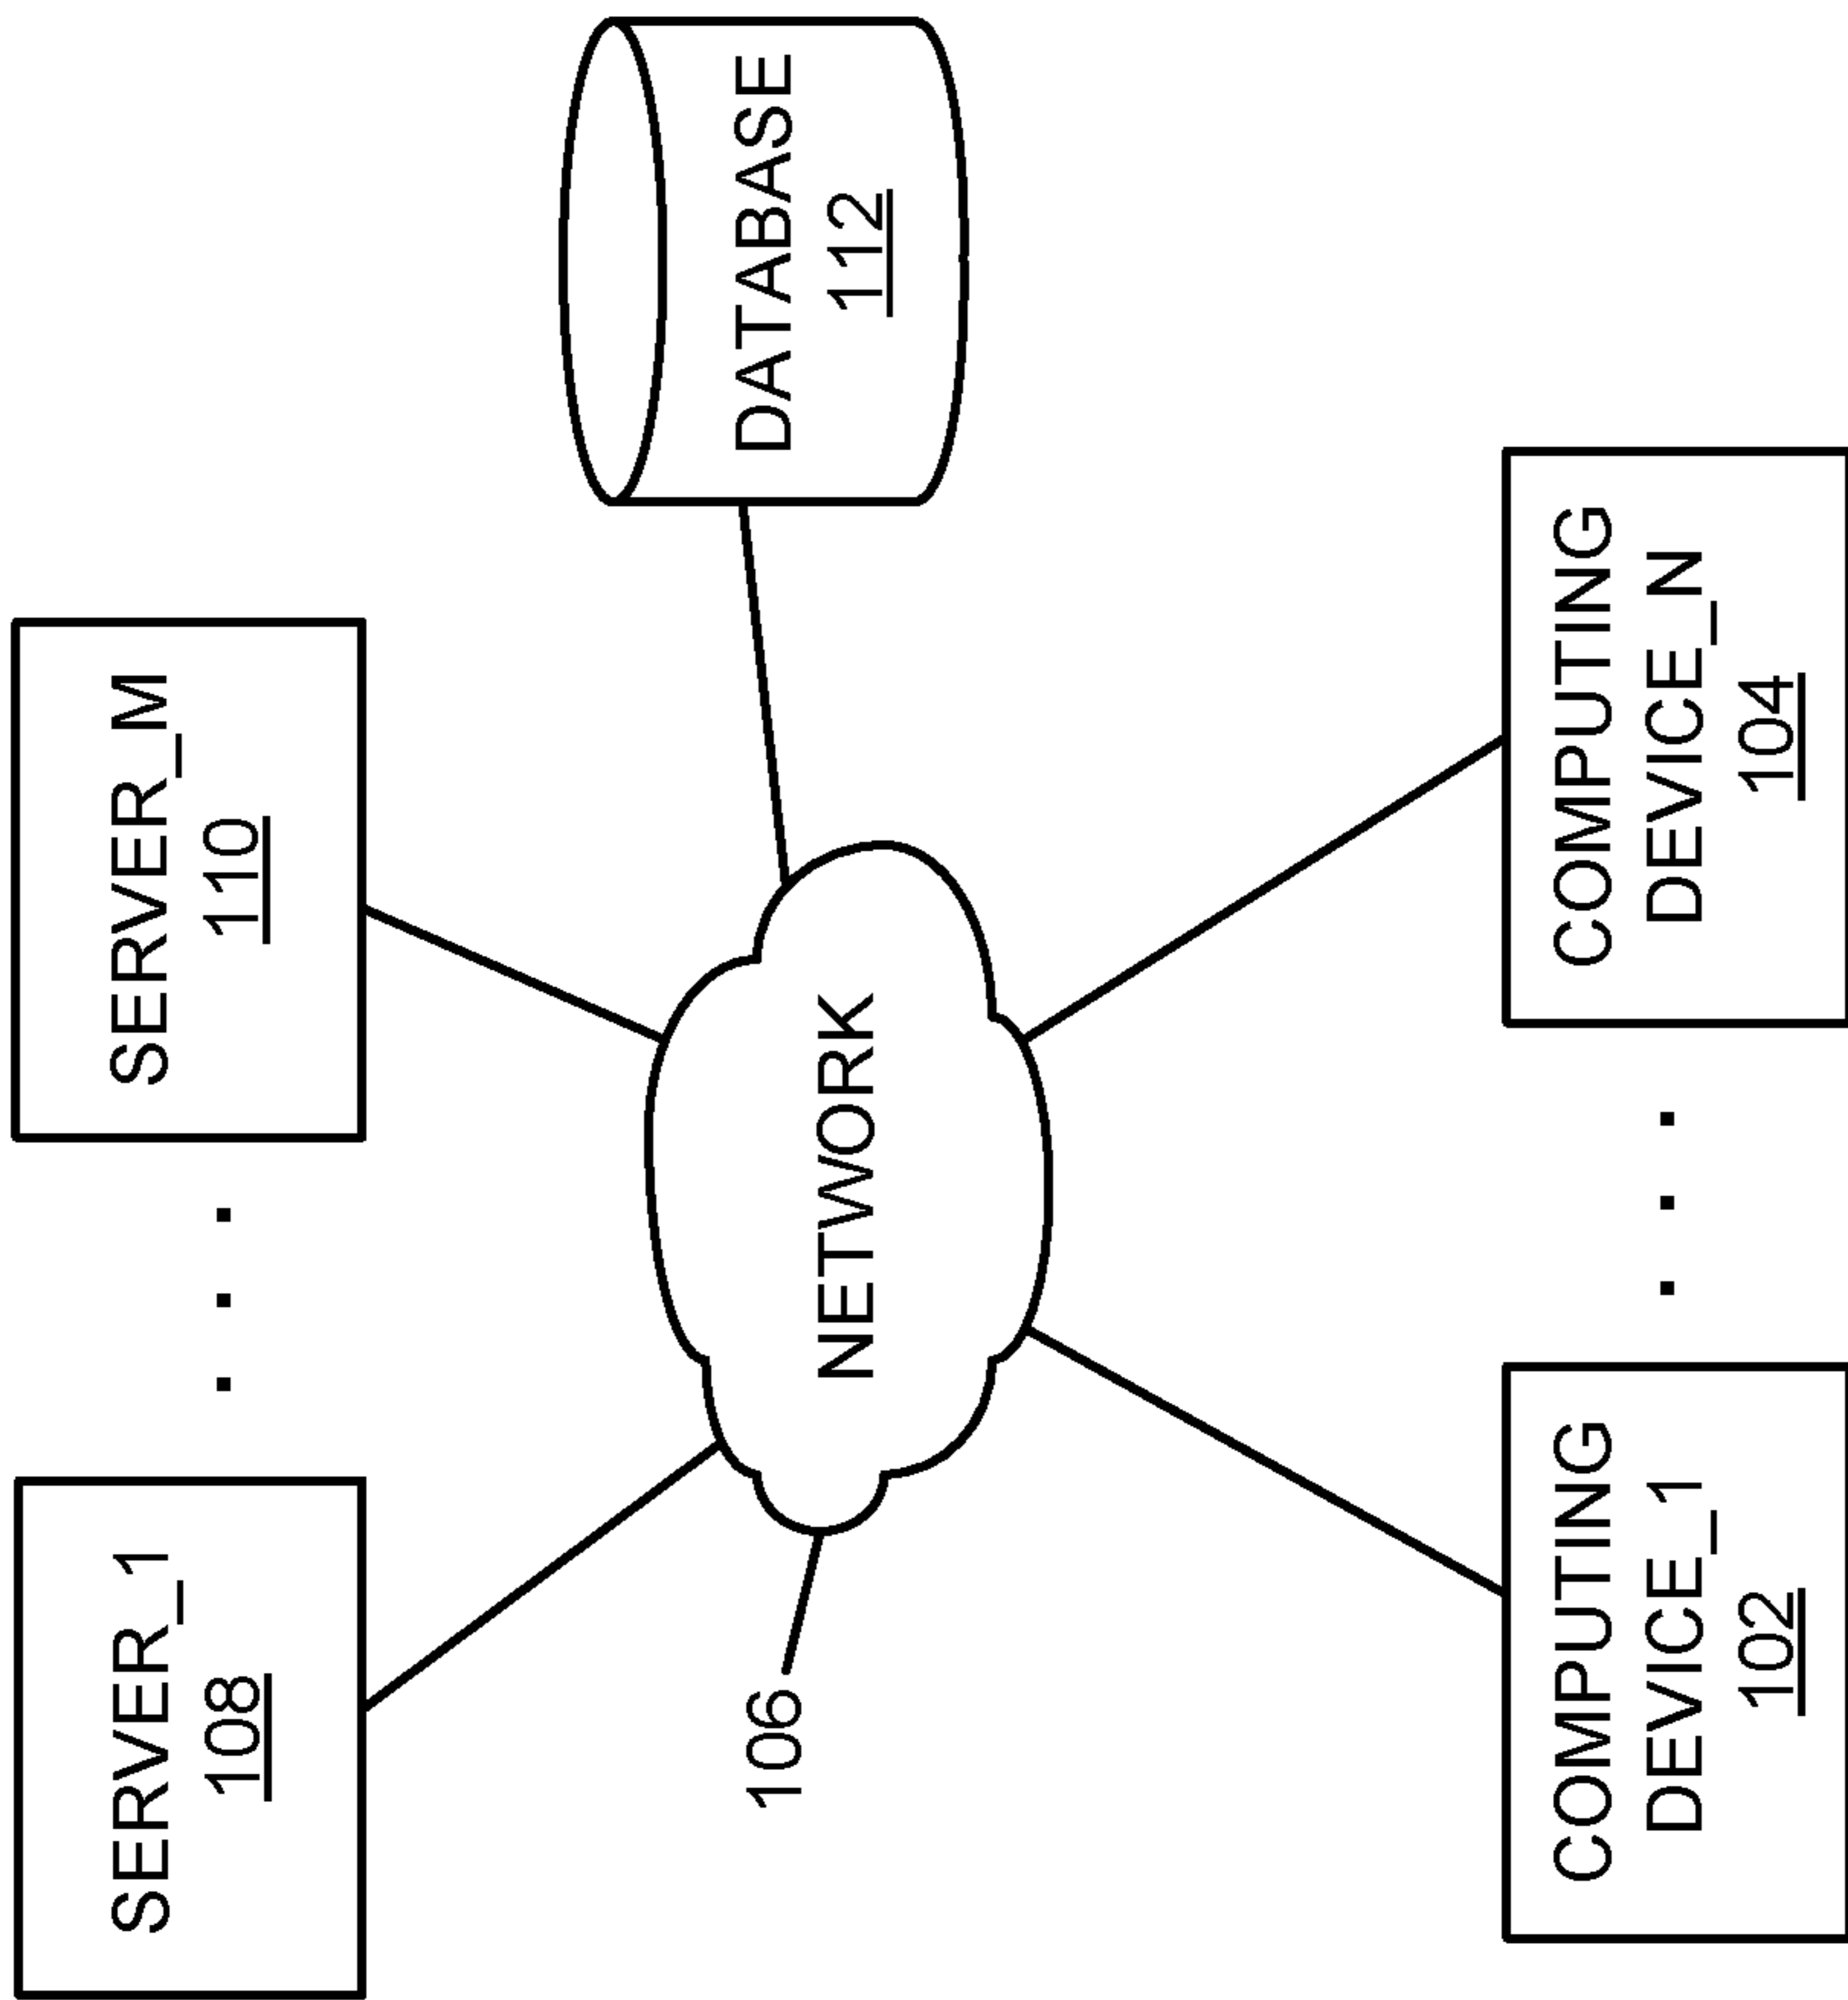 SERVER_1
108
SERVER_M
110
DATABASE
112
NETWORK
106
COMPUTING
DEVICE_1
102
COMPUTING
DEVICE_N
104